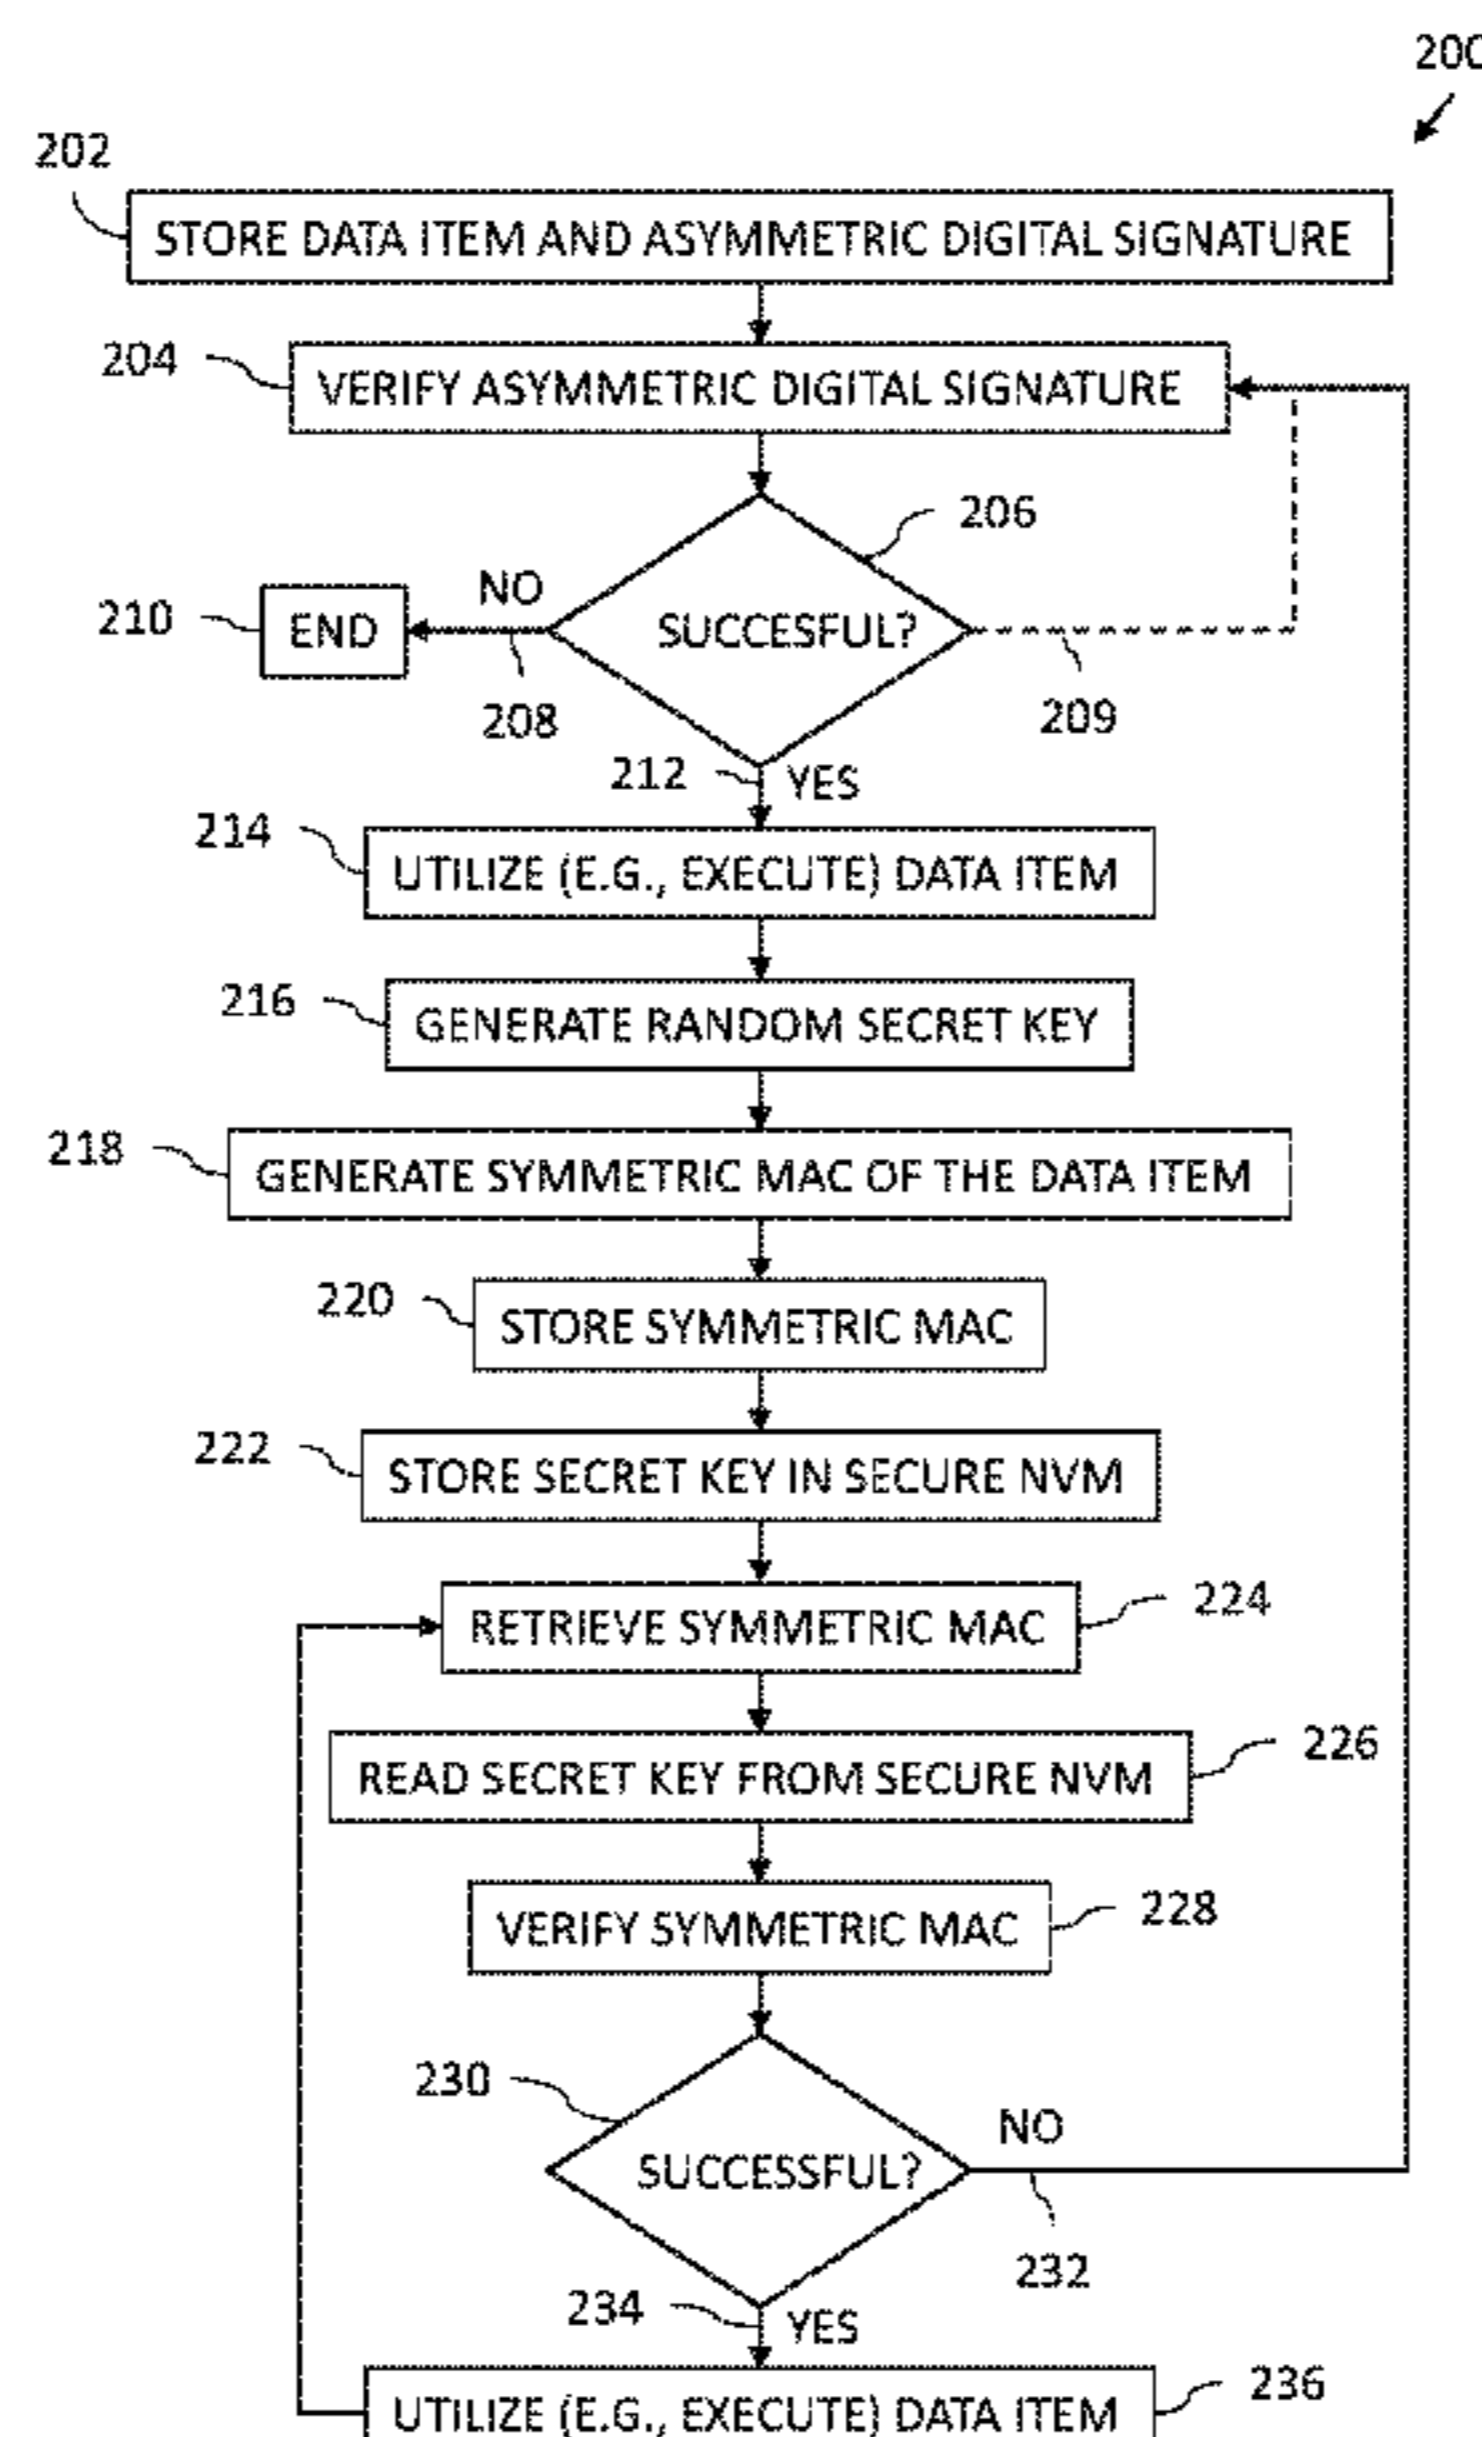 200
202
STORE DATA ITEM AND ASYMMETRIC DIGITAL SIGNATURE
204
VERIFY ASYMMETRIC DIGITAL SIGNATURE
206
NO
210
END
SUCCESFUL?
208
209
212
YES
214
UTILIZE (E.G., EXECUTE) DATA ITEM
216
GENERATE RANDOM SECRET KEY
218
GENERATE SYMMETRIC MAC OF THE DATA ITEM
220
STORE SYMMETRIC MAC
222
STORE SECRET KEY IN SECURE NVM
224
RETRIEVE SYMMETRIC MAC
226
READ SECRET KEY FROM SECURE NVM
228
VERIFY SYMMETRIC MAC
230
NO
SUCCESSFUL?
232
234
YES
236
UTILIZE (E.G., EXECUTE) DATA ITEM